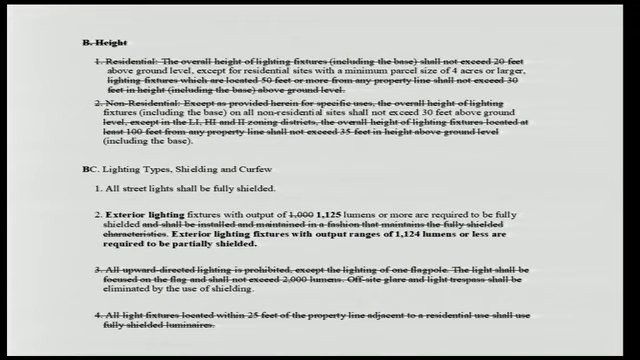 B. Height
1. Residential: The overall height of lighting fixtures (including the base) shall not exceed 20 feet
above ground level, except for residential sites with a minimum parcel size of 4 acres or larger,
lighting fixtures which are located 50 feet or more from any property line shall not exceed 30
feet in height (including the base) above ground level.
2. Non-Residential: Except as provided herein for specific uses, the overall height of lighting
fixtures (including the base) on all non-residential sites shall not exceed 30 feet above ground
level, except in the LI, HI and II zoning districts, the overall height of lighting fixtures located at
least 100 feet from any property line shall not exceed 35 feet in height above ground level
(including the base).
BC. Lighting Types, Shielding and Curfew
1. All street lights shall be fully shielded.
2. Exterior lighting fixtures with output of 1,000 1,125 lumens or more are required to be fully
shielded and shall be installed and maintained in a fashion that maintains the fully shielded
characteristics. Exterior lighting fixtures with output ranges of 1,124 lumens or less are
required to be partially shielded.
3. All upward-directed lighting is prohibited, except the lighting of one flagpole. The light shall be
focused on the flag and shall not exceed 2,000 lumens. Off-site glare and light trespass shall be
eliminated by the use of shielding.
4. All light fixtures located within 25 feet of the property line adjacent to a residential use shall use
fully shielded luminaires.